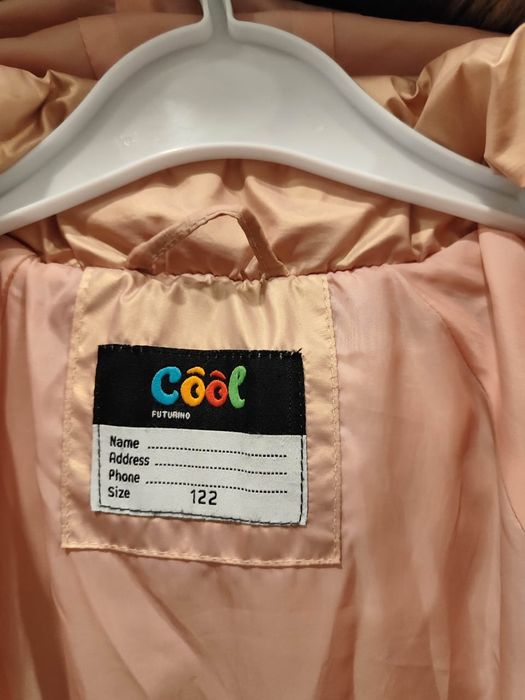 Côôl
FUTURINO
Name ........................
Address ........................
Phone ........................
Size 122